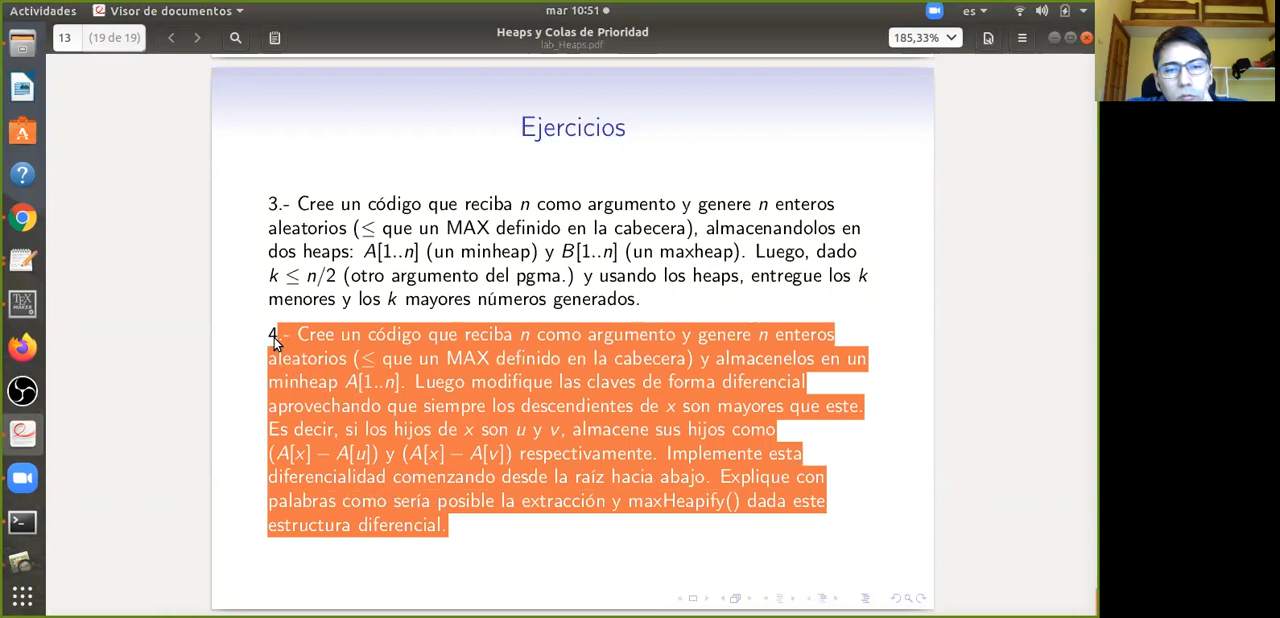 Actividades
Visor de documentos
mar 10:51
es
13
(19 de 19)
Heaps y Colas de Prioridad
lab_Heaps.pdf
185,33%
Ejercicios
3.- Cree un código que reciba n como argumento y genere n enteros
aleatorios (≤ que un MAX definido en la cabecera), almacenandolos en
dos heaps: A[1..n] (un minheap) y B[1..n] (un maxheap). Luego, dado
k ≤ n/2 (otro argumento del pgma.) y usando los heaps, entregue los k
menores y los k mayores números generados.
4.- Cree un código que reciba n como argumento y genere n enteros
aleatorios (≤ que un MAX definido en la cabecera) y almacenelos en un
minheap A[1..n]. Luego modifique las claves de forma diferencial
aprovechando que siempre los descendientes de x son mayores que este.
Es decir, si los hijos de x son u y v, almacene sus hijos como
(A[x] − A[u]) y (A[x] − A[v]) respectivamente. Implemente esta
diferencialidad comenzando desde la raíz hacia abajo. Explique con
palabras como sería posible la extracción y maxHeapify() dada este
estructura diferencial.